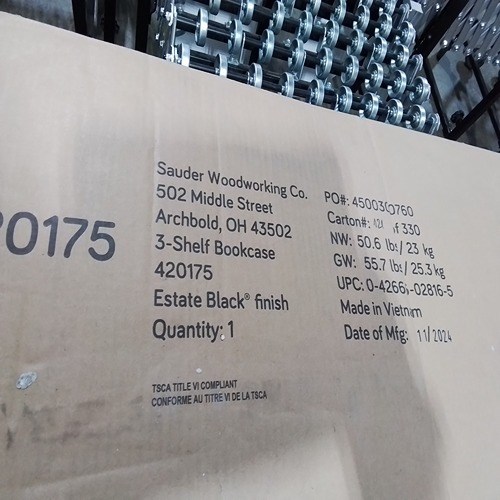 20175
Sauder Woodworking Co.
502 Middle Street
Archbold, OH 43502
3-Shelf Bookcase
420175
Estate Black® finish
Quantity: 1
PO#: 4500360760
Carton#: of 330
NW: 50.6 lbs/ 23 kg
GW: 55.7 lbs/ 25.3 kg
UPC: 0-42666-02816-5
Made in Vietnam
Date of Mfg: 11/2024
TSCA TITLE VI COMPLIANT
CONFORME AU TITRE VI DE LA TSCA